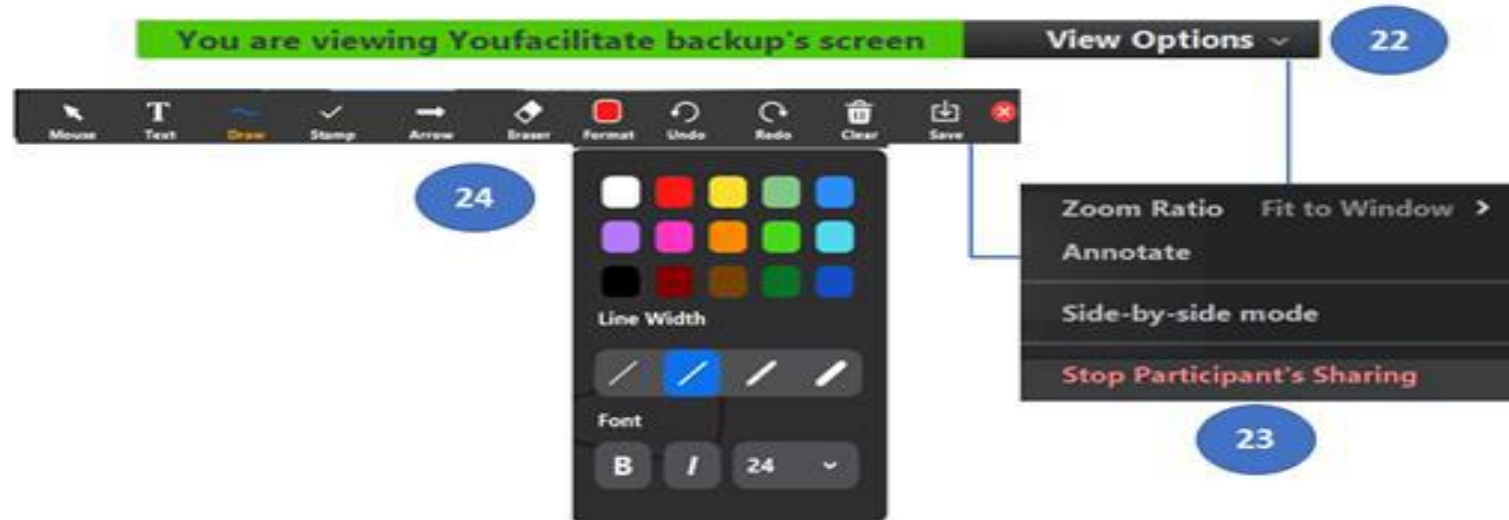 You are viewing Youfacilitate backup's screen
View Options
22
Mouse Text Draw Stamp Arrow Eraser Format Undo Redo Clear Save
24
Zoom Ratio Fit to Window >
Annotate
Side-by-side mode
Stop Participant's Sharing
23
Line Width
Font
B I 24